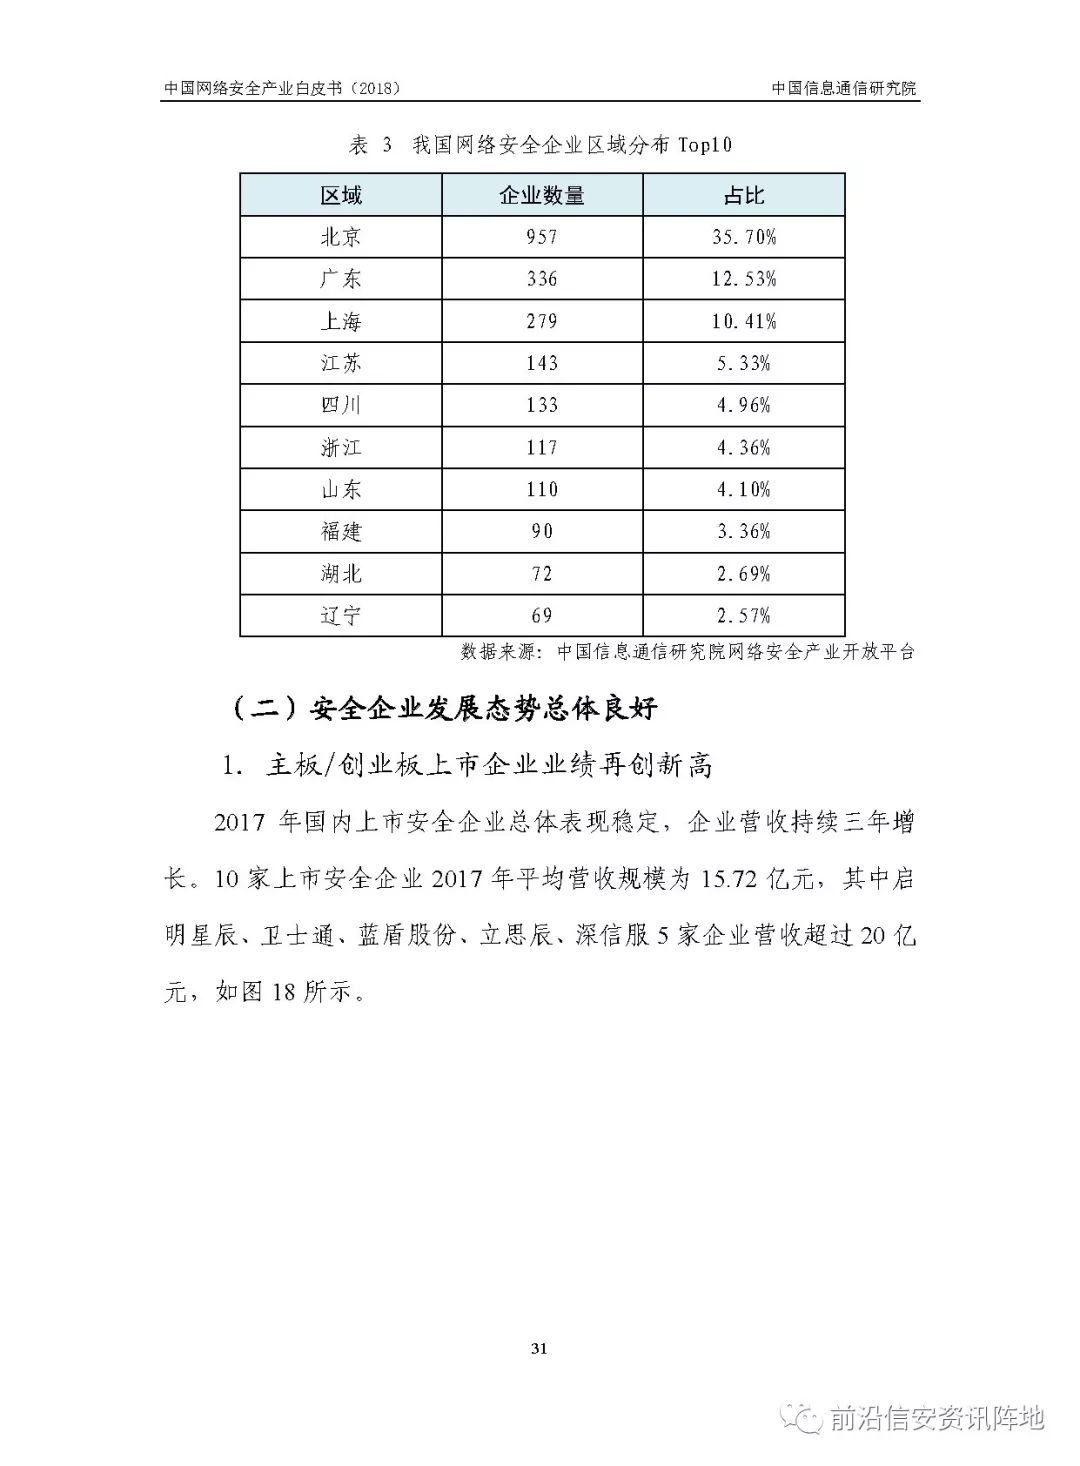 中国网络安全产业白皮书（2018） 中国信息通信研究院
表 3 我国网络安全企业区域分布 Top10
区域 企业数量 占比
北京 957 35.70%
广东 336 12.53%
上海 279 10.41%
江苏 143 5.33%
四川 133 4.96%
浙江 117 4.36%
山东 110 4.10%
福建 90 3.36%
湖北 72 2.69%
辽宁 69 2.57%
数据来源：中国信息通信研究院网络安全产业开放平台
（二）安全企业发展态势总体良好
1. 主板/创业板上市企业业绩再创新高
2017 年国内上市安全企业总体表现稳定，企业营收持续三年增
长。10 家上市安全企业 2017 年平均营收规模为 15.72 亿元，其中启
明星辰、卫士通、蓝盾股份、立思辰、深信服 5 家企业营收超过 20 亿
元，如图 18 所示。
31
前沿信安资讯阵地